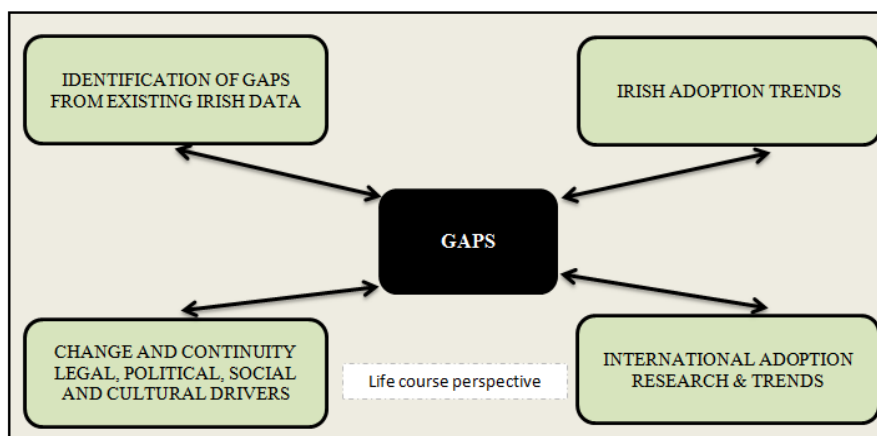 IDENTIFICATION OF GAPS
FROM EXISTING IRISH DATA
IRISH ADOPTION TRENDS
GAPS
CHANGE AND CONTINUITY
LEGAL, POLITICAL, SOCIAL
AND CULTURAL DRIVERS
Life course perspective
INTERNATIONAL ADOPTION
RESEARCH & TRENDS